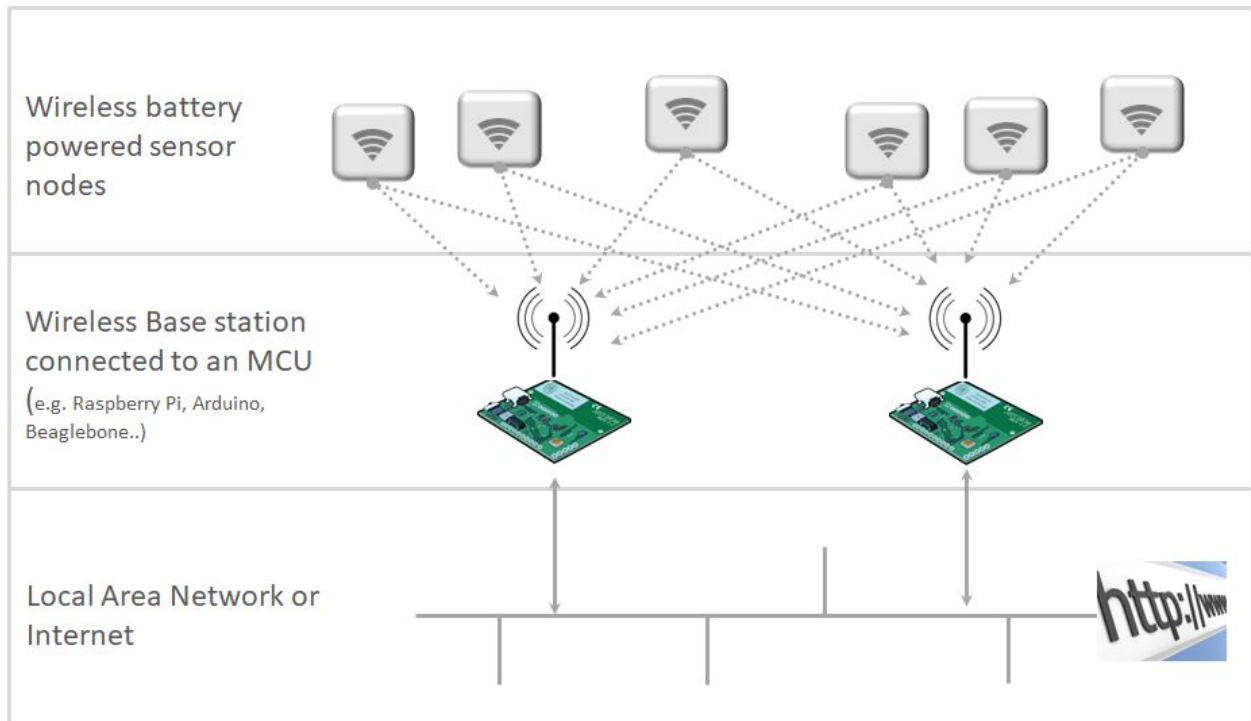 Wireless battery
powered sensor
nodes
Wireless Base station
connected to an MCU
(e.g. Raspberry Pi, Arduino,
Beaglebone..)
Local Area Network or
Internet
http://www